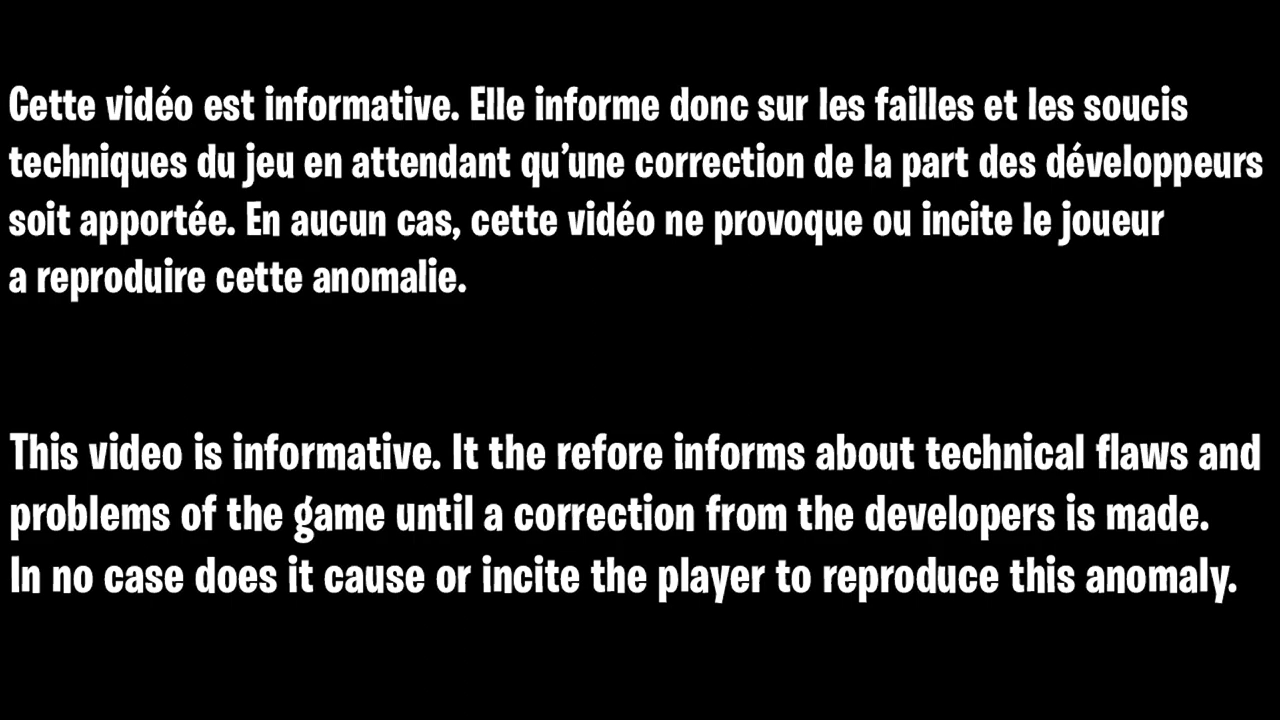 Cette vidéo est informative. Elle informe donc sur les failles et les soucis
techniques du jeu en attendant qu'une correction de la part des développeurs
soit apportée. En aucun cas, cette vidéo ne provoque ou incite le joueur
a reproduire cette anomalie.
This video is informative. It the refore informs about technical flaws and
problems of the game until a correction from the developers is made.
In no case does it cause or incite the player to reproduce this anomaly.